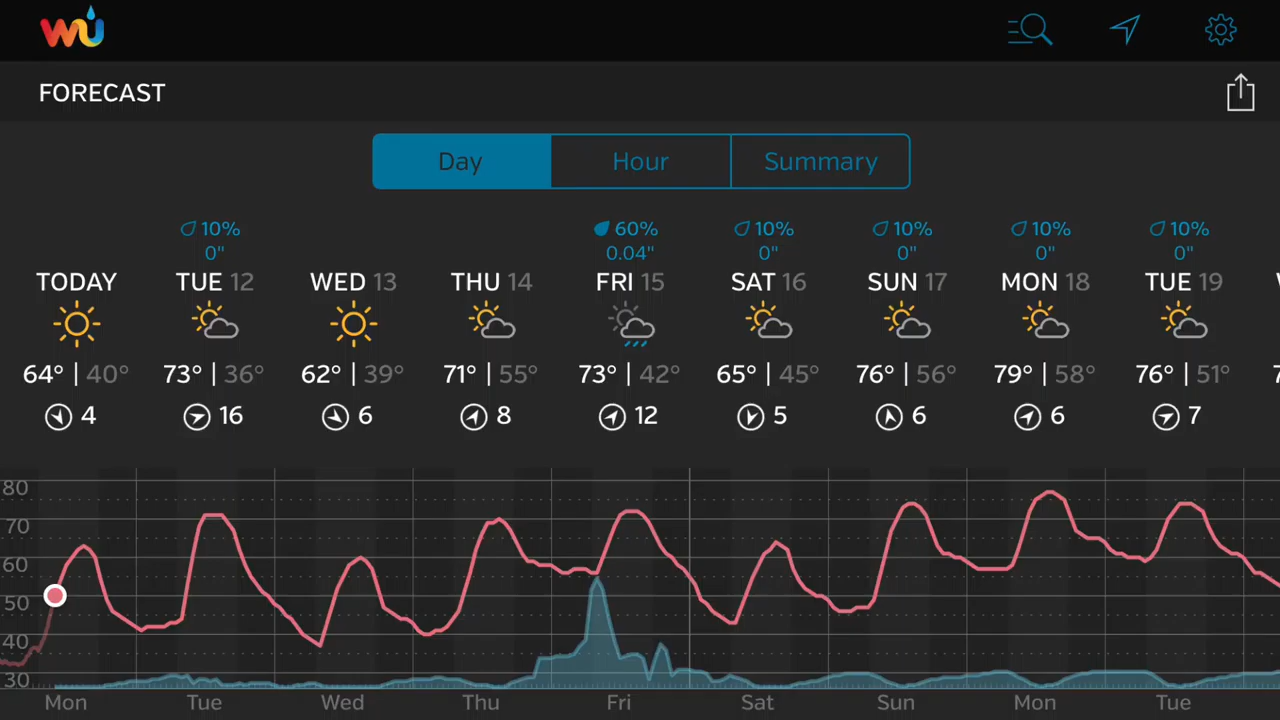 WU
FORECAST
Day Hour Summary
10% 60% 10% 10% 10% 10%
0" 0.04" 0" 0" 0" 0"
TODAY TUE 12 WED 13 THU 14 FRI 15 SAT 16 SUN 17 MON 18 TUE 19
64° | 40° 73° | 36° 62° | 39° 71° | 55° 73° | 42° 65° | 45° 76° | 56° 79° | 58° 76° | 51° 7
4 16 6 8 12 5 6 6 7
80
70
60
50
40
30
Mon Tue Wed Thu Fri Sat Sun Mon Tue